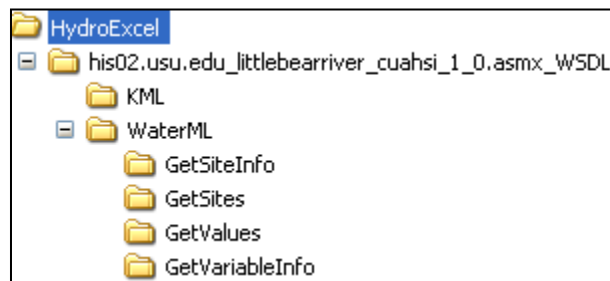 HydroExcel
his02.usu.edu_littlebearriver_cuahsi_1_0.asmx_WSDL
KML
WaterML
GetSiteInfo
GetSites
GetValues
GetVariableInfo